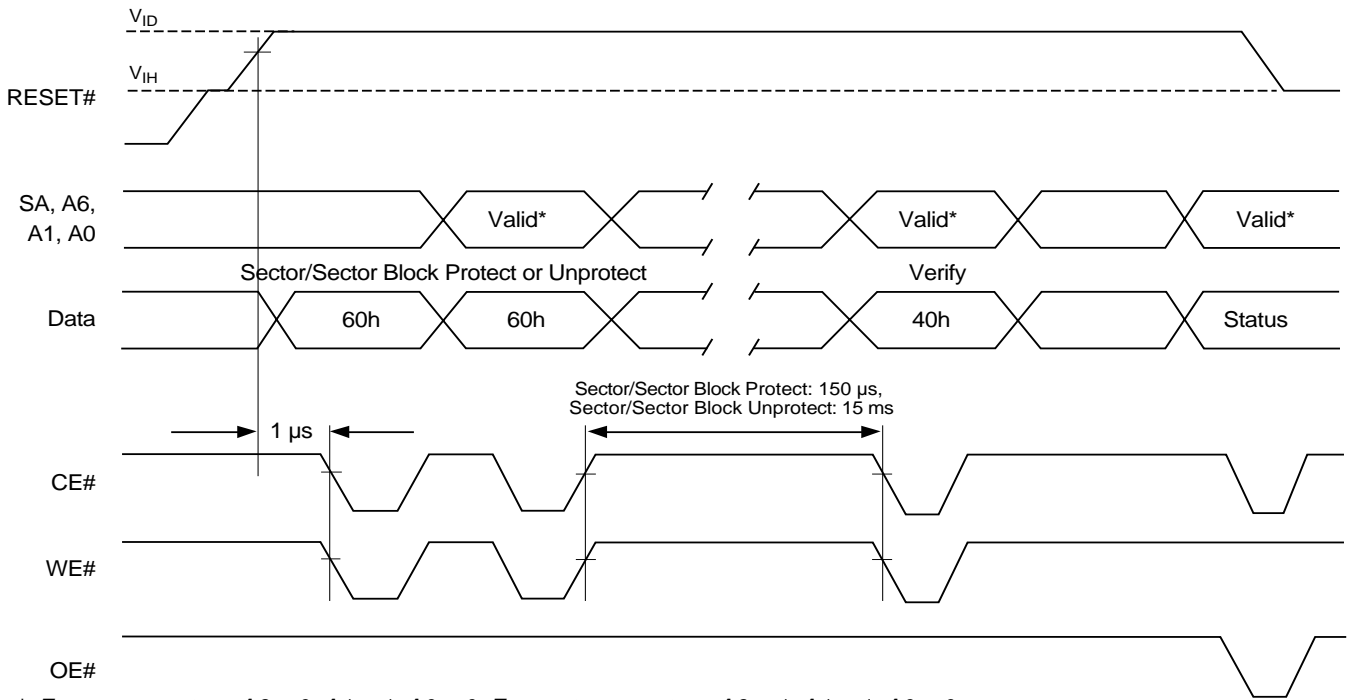 V_ID
V_IH
RESET#
SA, A6,
A1, A0
Valid*
Valid*
Valid*
Sector/Sector Block Protect or Unprotect
Verify
Data
60h
60h
40h
Status
Sector/Sector Block Protect: 150 µs,
Sector/Sector Block Unprotect: 15 ms
1 µs
CE#
WE#
OE#